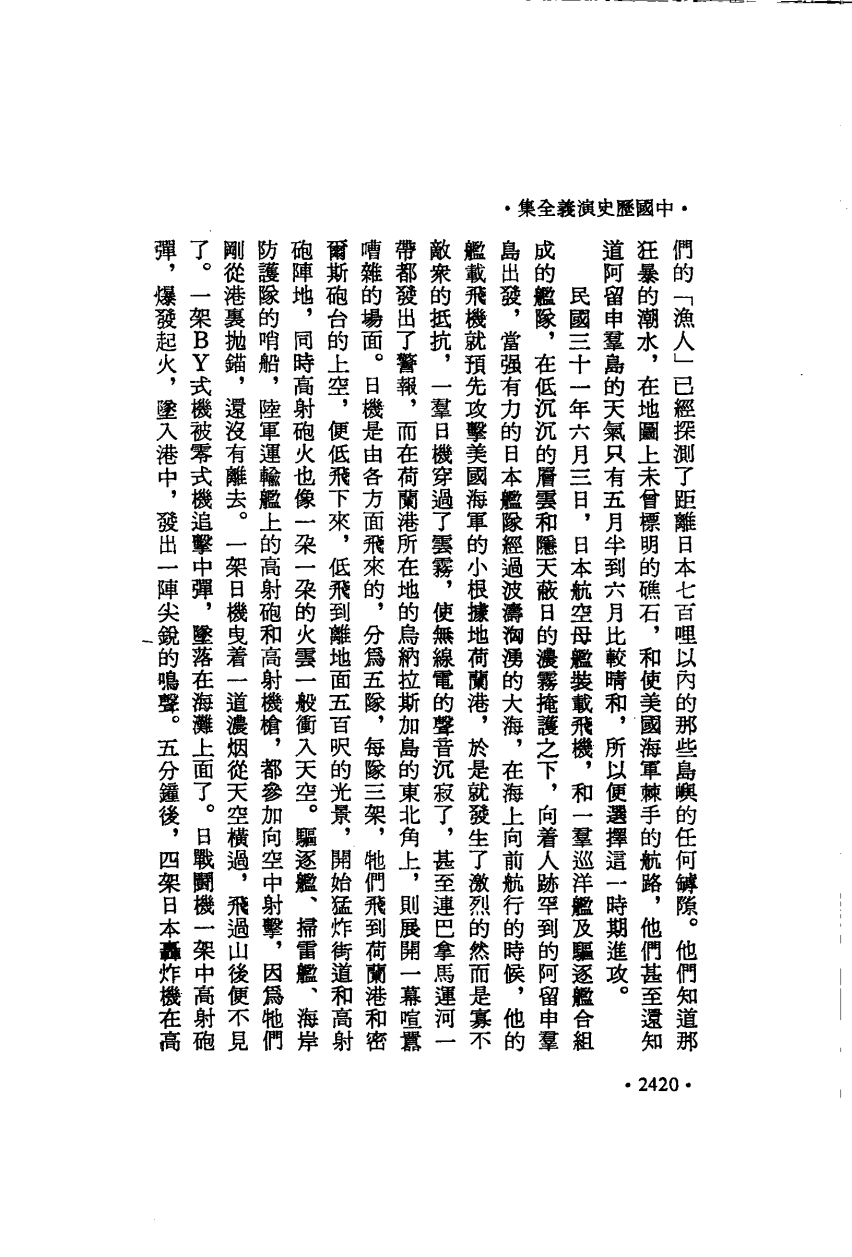 •集全義演史歷國中•
們的「漁人」已經探測了距離日本七百哩以內的那些島嶼的任何罅隙。他們知道那
狂暴的潮水，在地圖上未曾標明的礁石，和使美國海軍棘手的航路，他們甚至還知
道阿留申羣島的天氣只有五月半到六月比較晴和，所以便選擇這一時期進攻。
民國三十一年六月三日，日本航空母艦裝載飛機，和一羣巡洋艦及驅逐艦合組
成的艦隊，在低沉沉的層雲和隱天蔽日的濃霧掩護之下，向着人跡罕到的阿留申羣
島出發，當强有力的日本艦隊經過波濤洶湧的大海，在海上向前航行的時候，他的
艦載飛機就預先攻擊美國海軍的小根據地荷蘭港，於是就發生了激烈的然而是寡不
敵衆的抵抗，一羣日機穿過了雲霧，使無線電的聲音沉寂了，甚至連巴拿馬運河一
帶都發出了警報，而在荷蘭港所在地的烏納拉斯加島的東北角上，則展開一幕喧囂
嘈雜的場面。日機是由各方面飛來的，分爲五隊，每隊三架，牠們飛到荷蘭港和密
爾斯砲台的上空，便低飛下來，低飛到離地面五百呎的光景，開始猛炸街道和高射
砲陣地，同時高射砲火也像一朵一朵的火雲一般衝入天空。驅逐艦、掃雷艦、海岸
防護隊的哨船，陸軍運輸艦上的高射砲和高射機槍，都參加向空中射擊，因爲牠們
剛從港裏抛錨，還沒有離去。一架日機曳着一道濃烟從天空橫過，飛過山後便不見
了。一架ＢＹ式機被零式機追擊中彈，墜落在海灘上面了。日戰鬭機一架中高射砲
彈，爆發起火，墜入港中，發出一陣尖銳的鳴聲。五分鐘後，四架日本轟炸機在高
•2420•